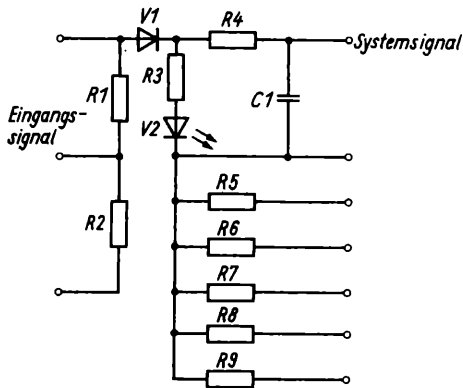 V1
R4
Systemsignal
R3
R1
C1
Eingangs-
signal
V2
R5
R2
R6
R7
R8
R9